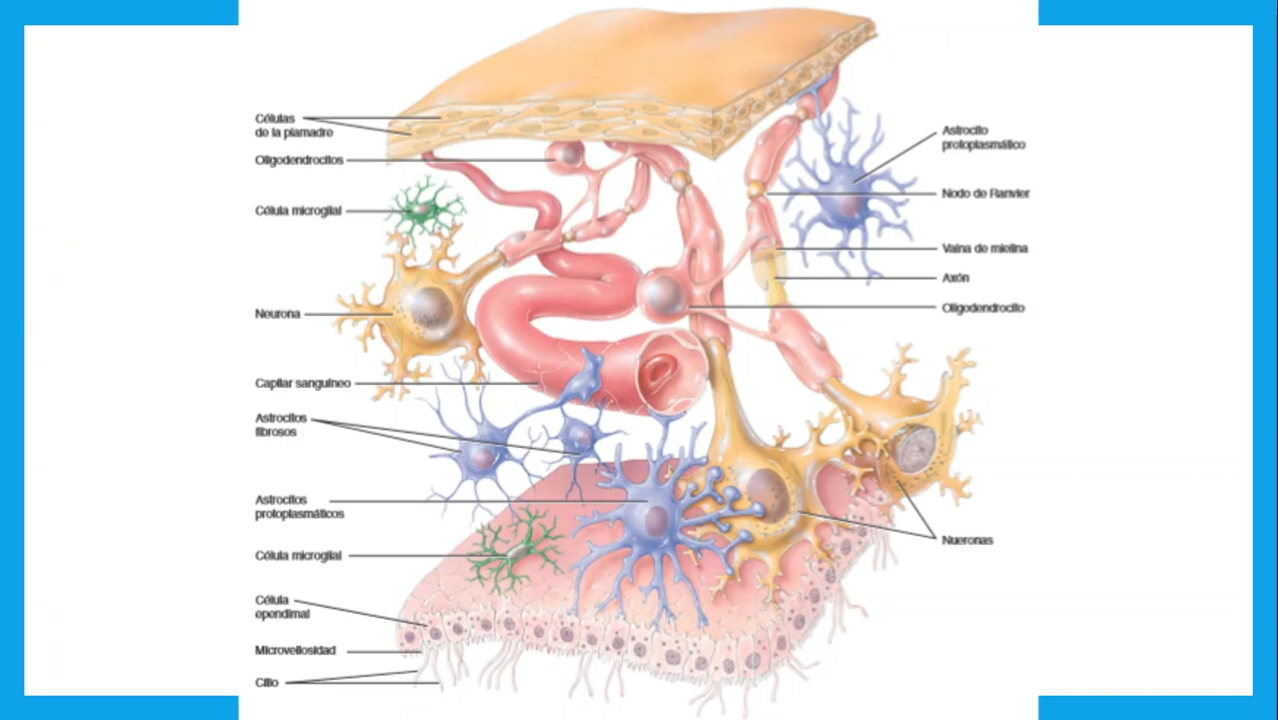 Células
de la piamadre
Oligodendrocitos
Célula microglial
Neurona
Capilar sanguíneo
Astrocitos
fibrosos
Astrocitos
protoplasmáticos
Célula microglial
Célula
ependimal
Microvellosidad
Cilio
Astrocito
protoplasmático
Nodo de Ranvier
Vaina de mielina
Axón
Oligodendrocito
Nueronas